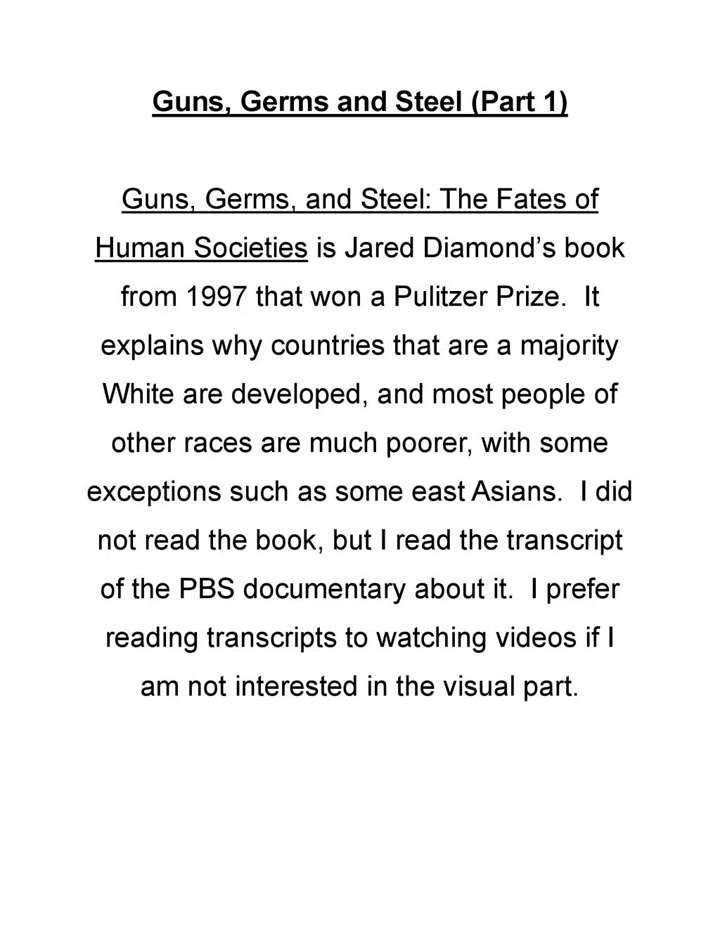 Guns, Germs and Steel (Part 1)
Guns, Germs, and Steel: The Fates of
Human Societies is Jared Diamond’s book
from 1997 that won a Pulitzer Prize.  It
explains why countries that are a majority
White are developed, and most people of
other races are much poorer, with some
exceptions such as some east Asians.  I did
not read the book, but I read the transcript
of the PBS documentary about it.  I prefer
reading transcripts to watching videos if I
am not interested in the visual part.